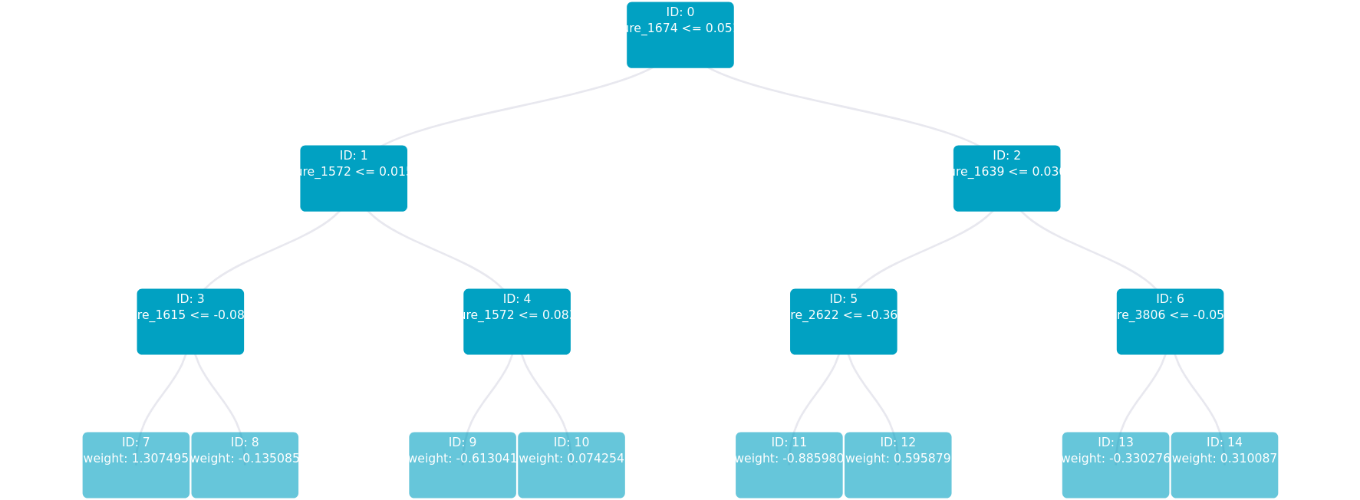 ID: 0
ure_1674 <= 0.05
ID: 1
ure_1572 <= 0.01
ID: 2
ure_1639 <= 0.03
ID: 3
re_1615 <= -0.08
ID: 4
ure_1572 <= 0.08
ID: 5
re_2622 <= -0.36
ID: 6
re_3806 <= -0.05
ID: 7
weight: 1.307495
ID: 8
weight: -0.135085
ID: 9
weight: -0.613041
ID: 10
weight: 0.074254
ID: 11
weight: -0.885980
ID: 12
weight: 0.595879
ID: 13
weight: -0.330276
ID: 14
weight: 0.310087